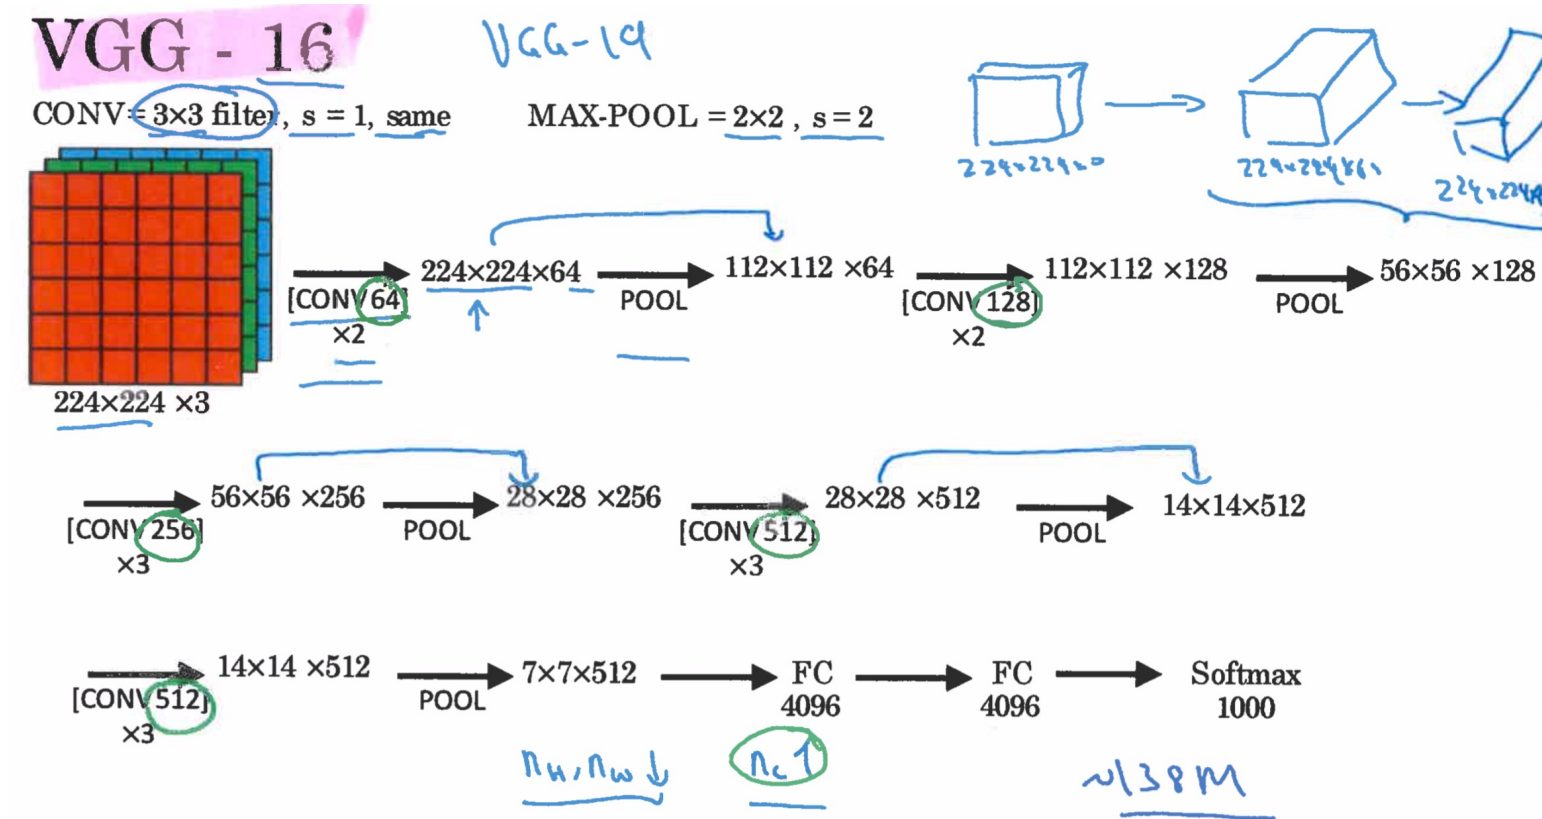 VGG - 16
VGG-19
CONV= 3×3 filter, s = 1, same
MAX-POOL = 2×2 , s = 2
224×224 ×3
[CONV 64]
×2
224×224×64
POOL
112×112 ×64
[CONV 128]
×2
112×112 ×128
POOL
56×56 ×128
[CONV 256]
×3
56×56 ×256
POOL
28×28 ×256
[CONV 512]
×3
28×28 ×512
POOL
14×14×512
[CONV 512]
×3
14×14 ×512
POOL
7×7×512
FC
4096
FC
4096
Softmax
1000
nH, nW ↓
nC ↑
~138M